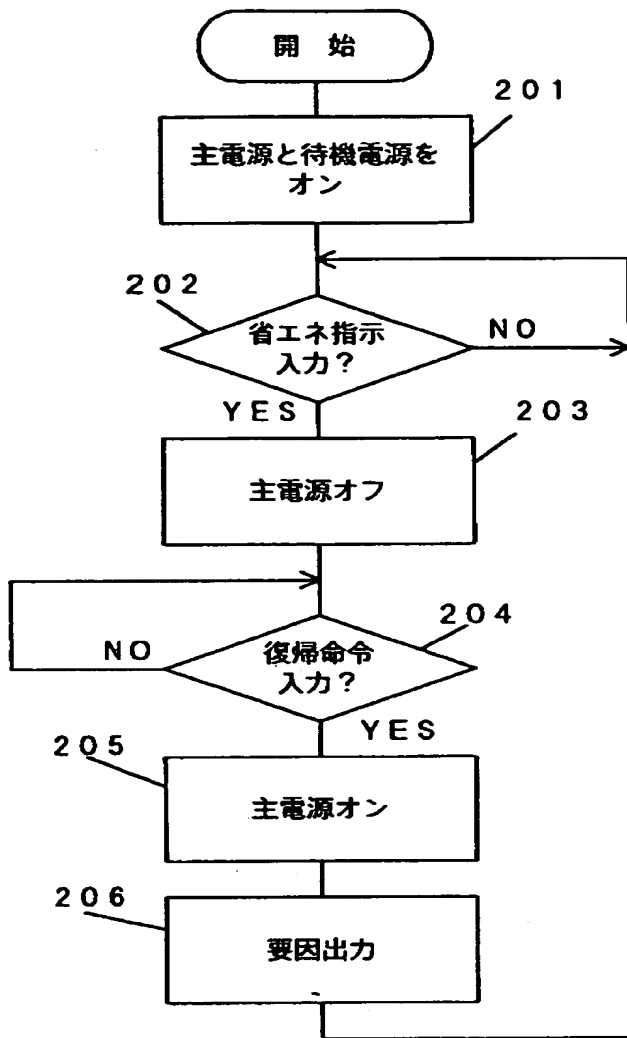 開 始
201
主電源と待機電源を
オン
202
省エネ指示
入力?
NO
YES
203
主電源オフ
204
NO
復帰命令
入力?
YES
205
主電源オン
206
要因出力